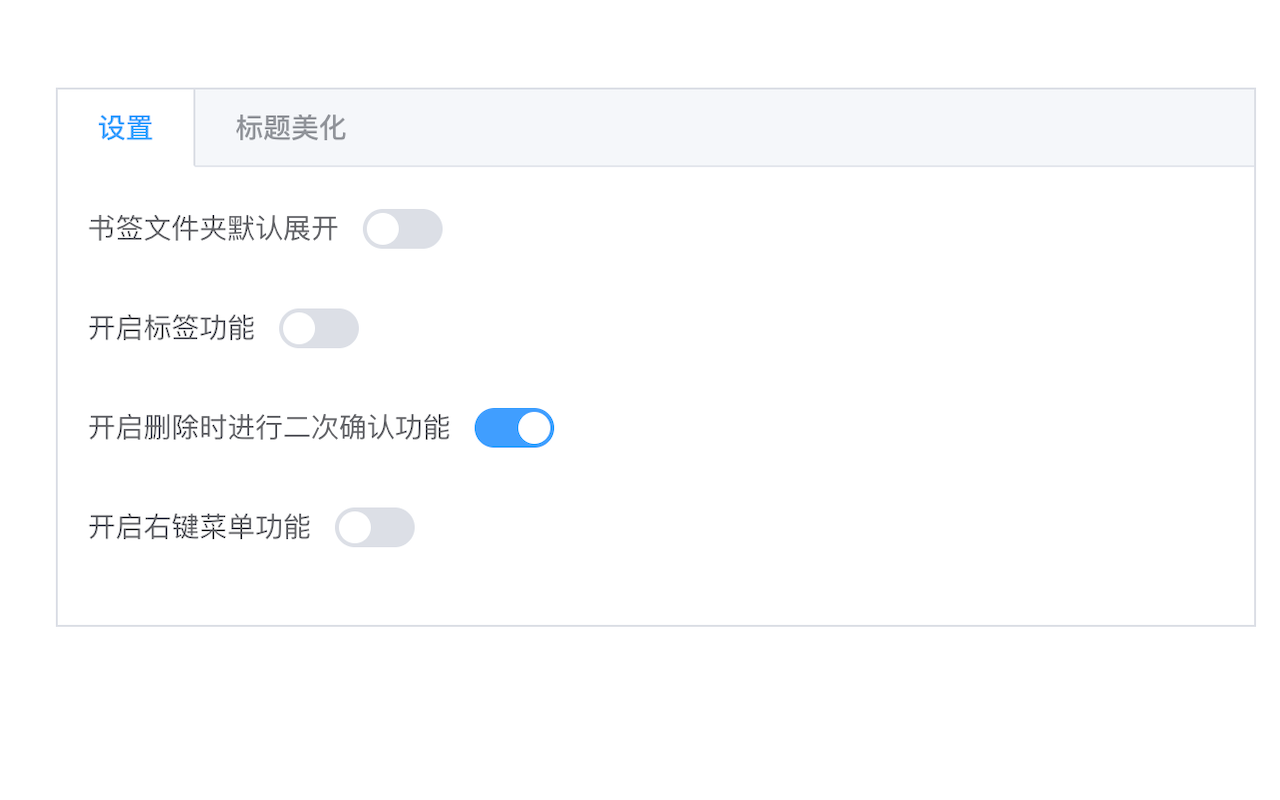 设置 标题美化
书签文件夹默认展开
开启标签功能
开启删除时进行二次确认功能
开启右键菜单功能